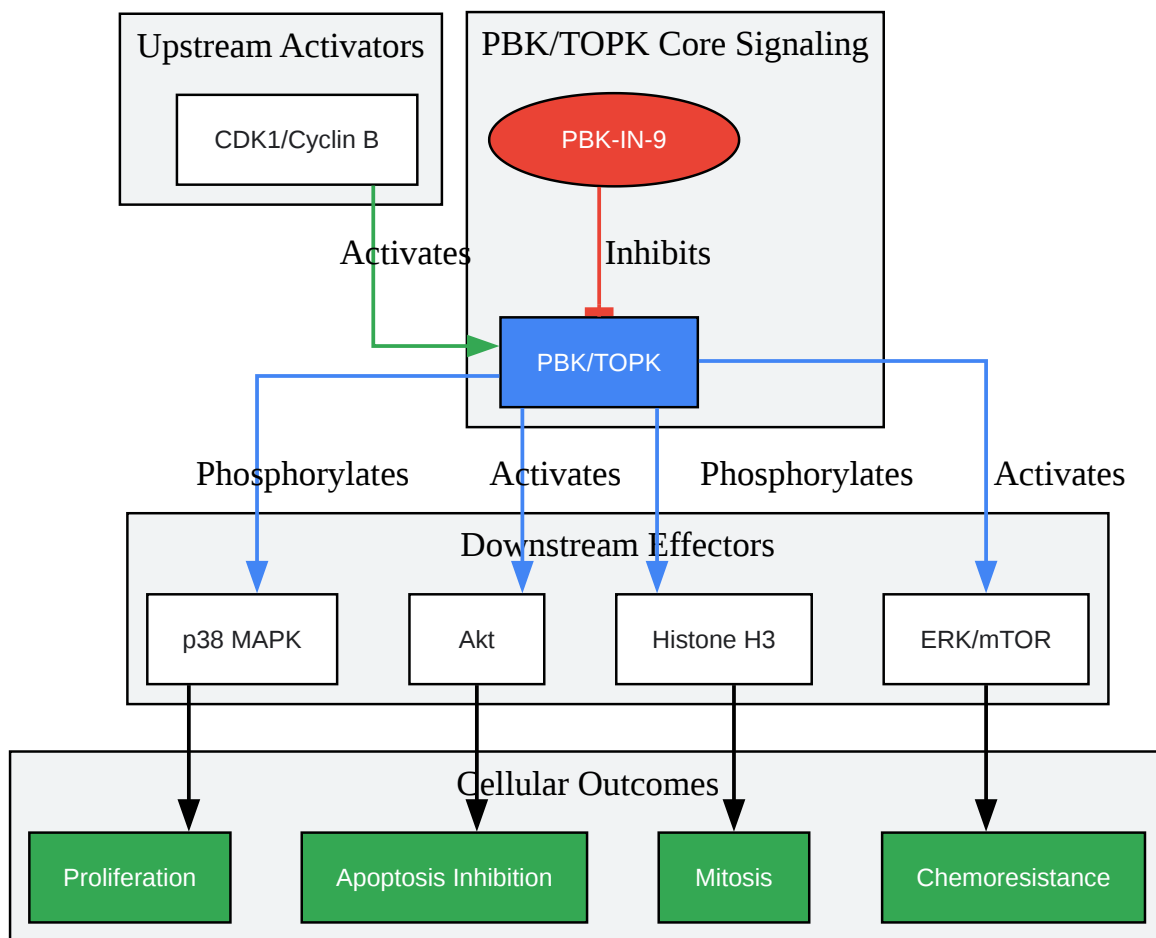 Upstream Activators
PBK/TOPK Core Signaling
CDK1/Cyclin B
PBK-IN-9
Activates
Inhibits
PBK/TOPK
Phosphorylates
Activates
Phosphorylates
Activates
Downstream Effectors
p38 MAPK
Akt
Histone H3
ERK/mTOR
Cellular Outcomes
Proliferation
Apoptosis Inhibition
Mitosis
Chemoresistance